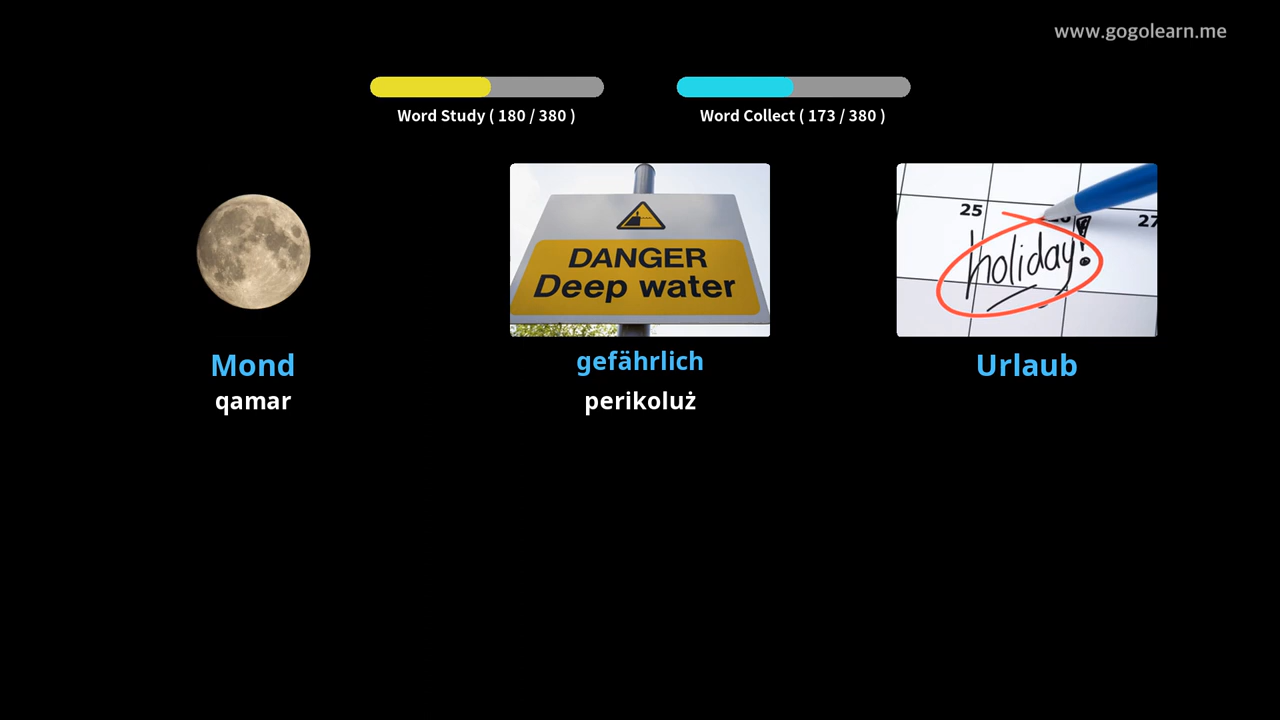 www.gogolearn.me
Word Study ( 180 / 380 )
Word Collect ( 173 / 380 )
DANGER
Deep water
25
27
holiday!
Mond
gefährlich
Urlaub
qamar
perikoluż